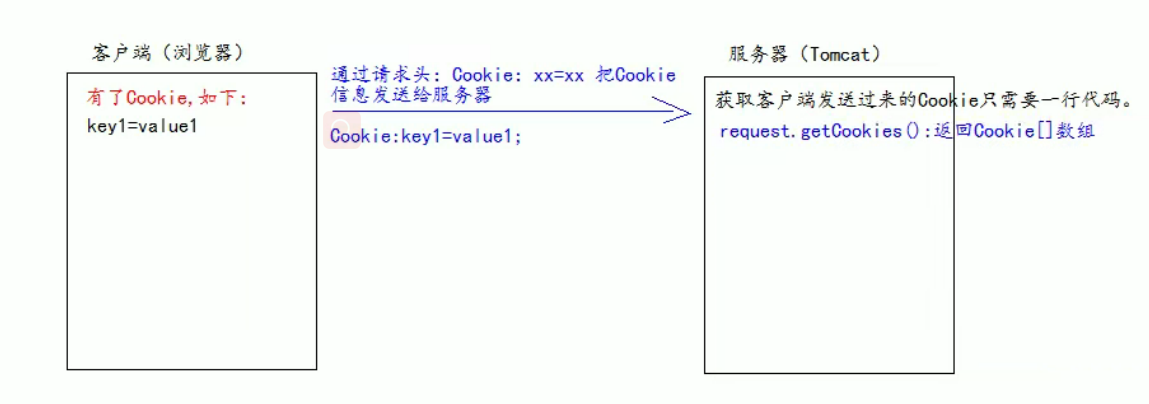 客户端（浏览器）
有了Cookie,如下:
key1=value1
通过请求头：Cookie：xx=xx 把Cookie
信息发送给服务器
Cookie:key1=value1;
服务器（Tomcat）
获取客户端发送过来的Cookie只需要一行代码。
request.getCookies():返回Cookie[]数组